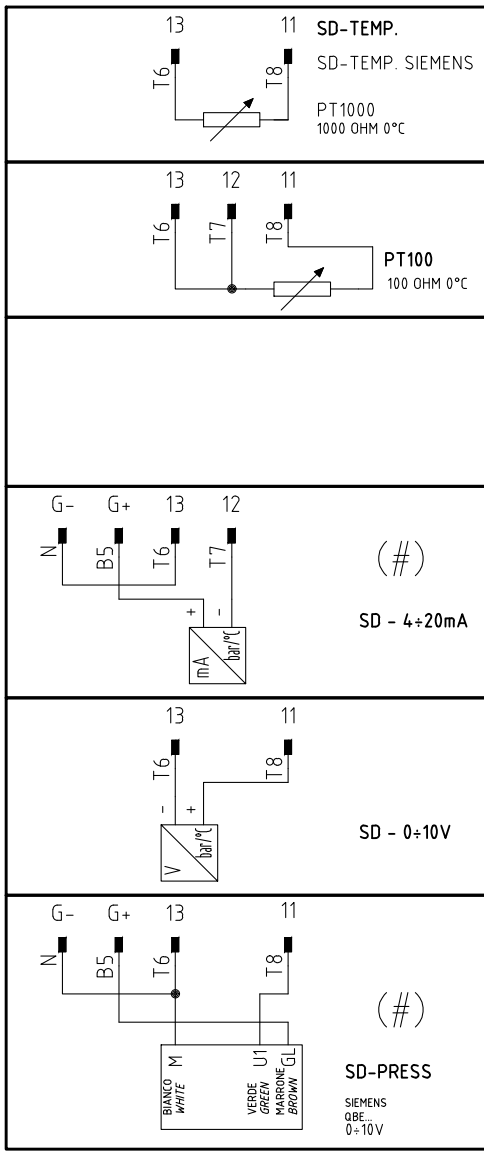 13 11 SD-TEMP.
SD-TEMP. SIEMENS
T6 T8
PT1000
1000 OHM 0°C
13 12 11
T6 T7 T8
PT100
100 OHM 0°C
G- G+ 13 12
N B5 T6 T7
(#)
+ -
SD - 4÷20mA
mA bar/°C
13 11
T6 T8
- +
SD - 0÷10V
V bar/°C
G- G+ 13 11
N B5 T6 T8
(#)
M U1 GL
BIANCO
WHITE
VERDE
GREEN
MARRONE
BROWN
SD-PRESS
SIEMENS
QBE...
0÷10V